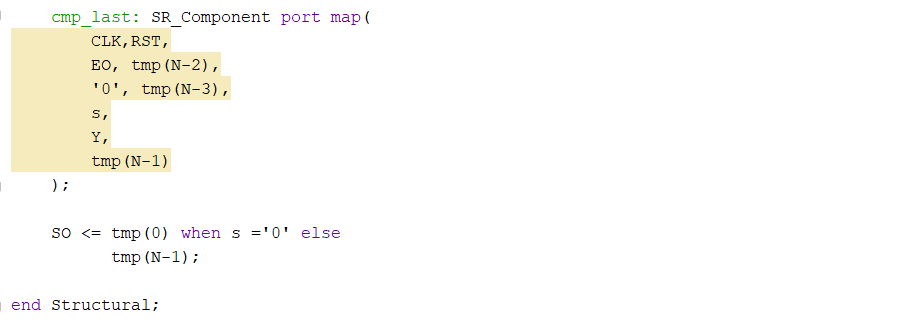 cmp_last: SR_Component port map(
CLK,RST,
EO, tmp(N-2),
'0', tmp(N-3),
s,
Y,
tmp(N-1)
);
SO <= tmp(0) when s ='0' else
tmp(N-1);
end Structural;